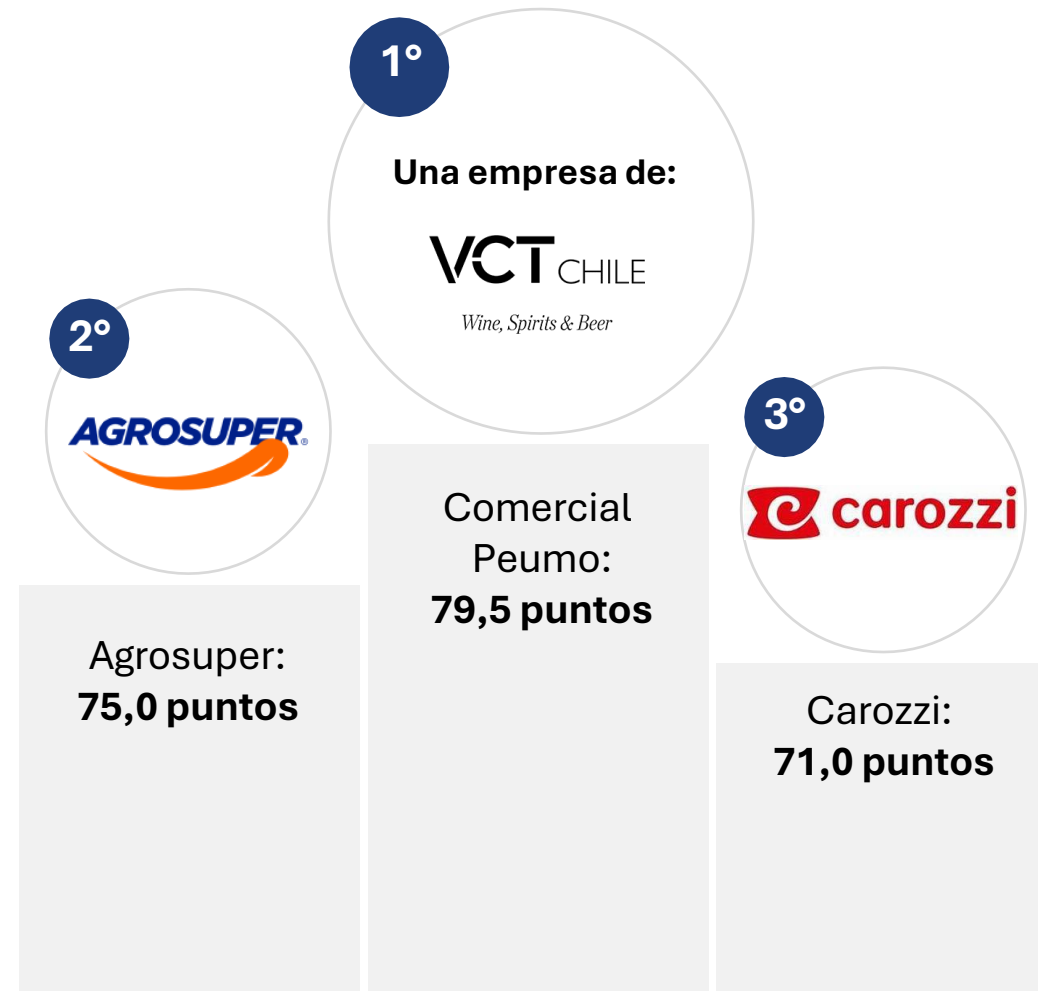 1°
Una empresa de:
VCT CHILE
Wine, Spirits & Beer
2°
AGROSUPER®
3°
carozzi
Comercial
Peumo:
79,5 puntos
Agrosuper:
75,0 puntos
Carozzi:
71,0 puntos